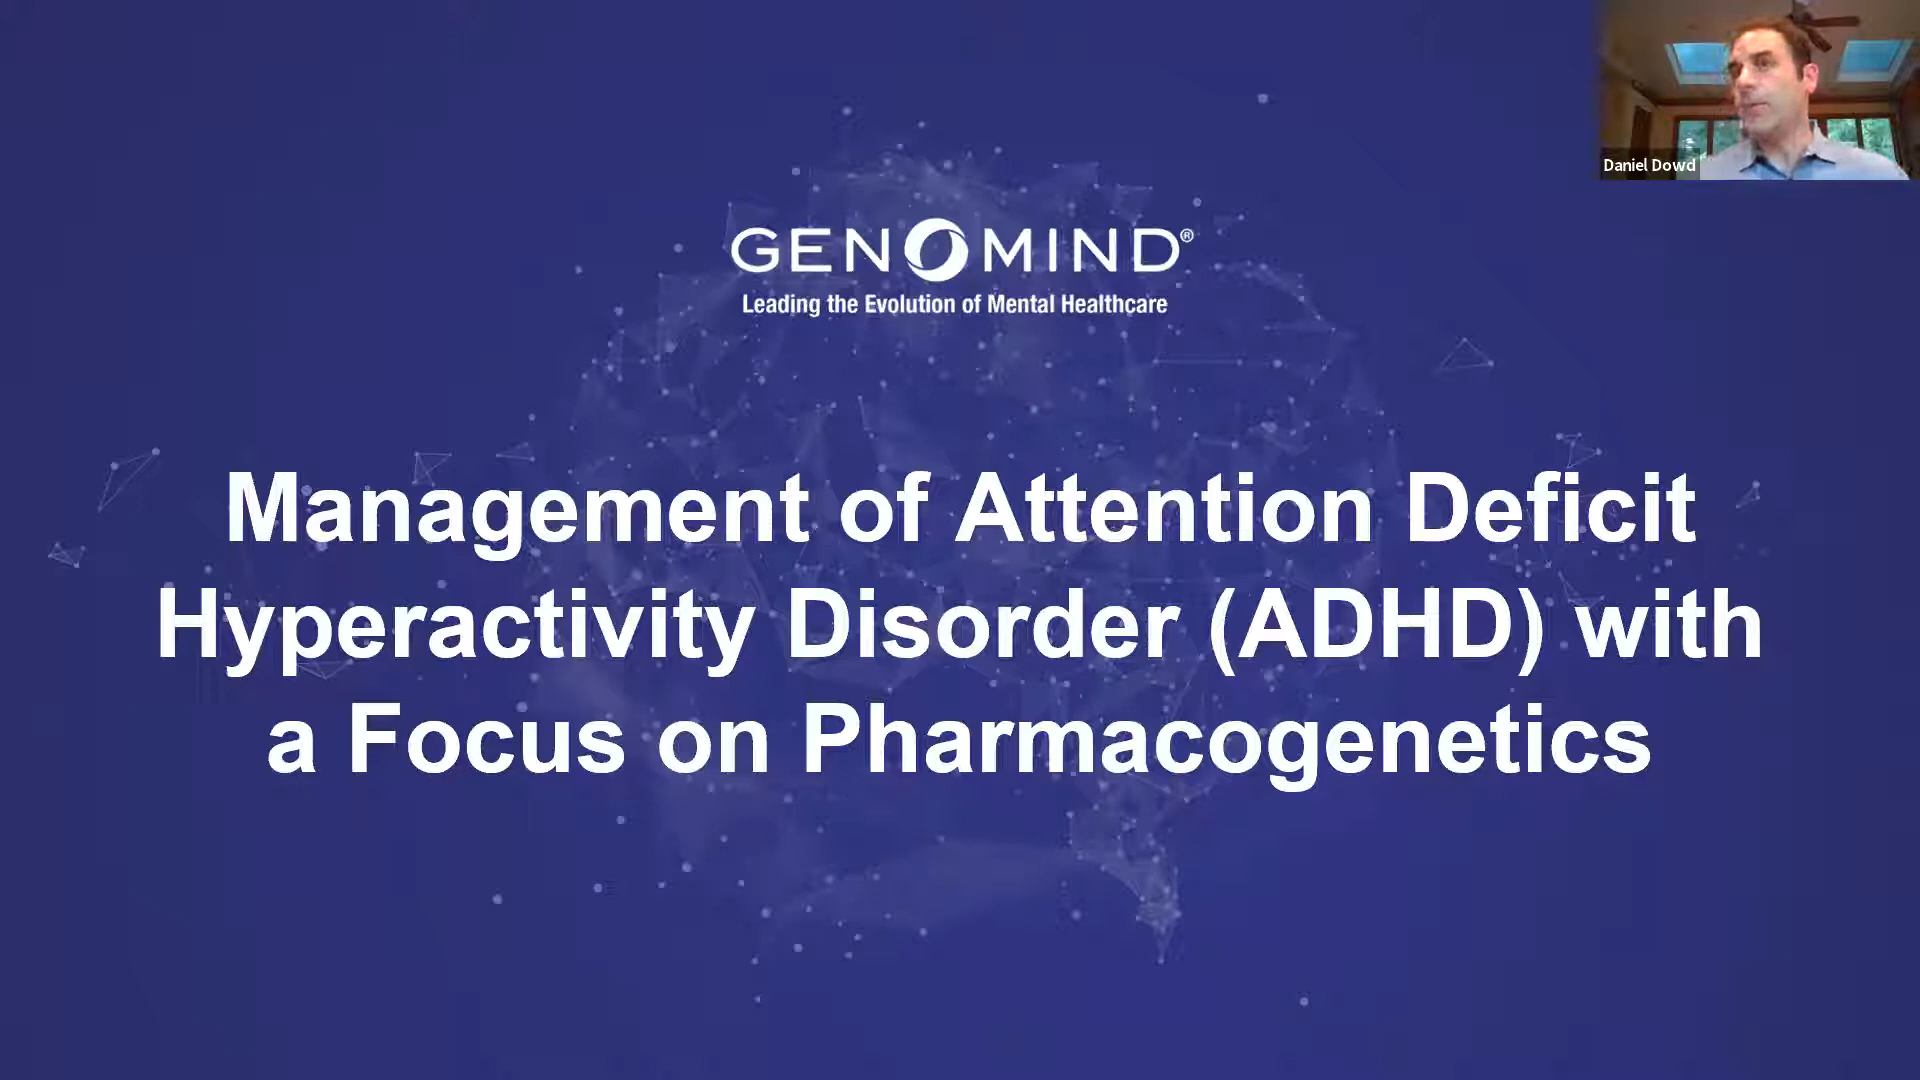 Daniel Dowd
GENOMIND®
Leading the Evolution of Mental Healthcare
Management of Attention Deficit
Hyperactivity Disorder (ADHD) with
a Focus on Pharmacogenetics